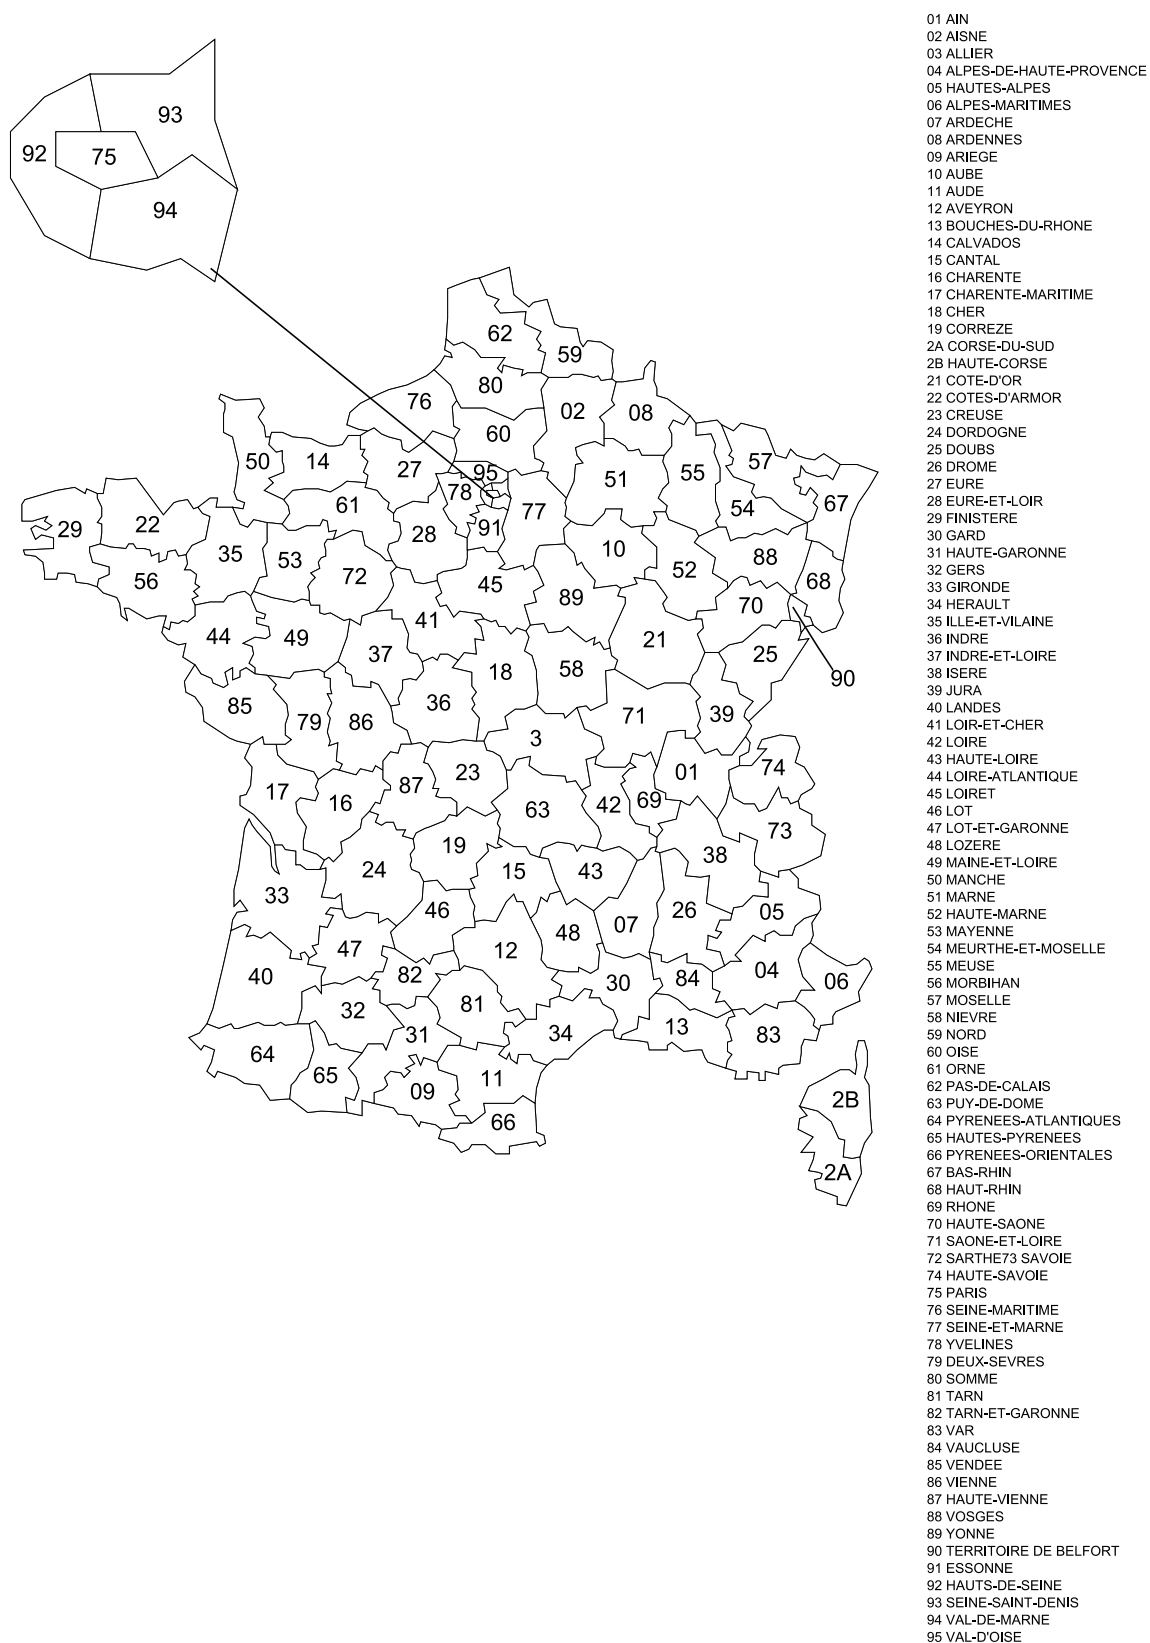 93
92
75
94
62
59
80
76
02
08
60
50
14
27
95
51
55
57
78
67
61
77
54
29
22
28
91
35
53
10
88
56
72
45
52
68
89
70
44
49
41
21
37
25
18
58
90
85
36
79
86
71
39
3
23
74
17
87
01
16
42
69
63
73
19
38
24
15
43
33
46
05
26
07
48
47
12
82
04
84
06
40
30
81
32
13
34
31
83
64
65
11
09
2B
66
2A
01 AIN
02 AISNE
03 ALLIER
04 ALPES-DE-HAUTE-PROVENCE
05 HAUTES-ALPES
06 ALPES-MARITIMES
07 ARDECHE
08 ARDENNES
09 ARIEGE
10 AUBE
11 AUDE
12 AVEYRON
13 BOUCHES-DU-RHONE
14 CALVADOS
15 CANTAL
16 CHARENTE
17 CHARENTE-MARITIME
18 CHER
19 CORREZE
2A CORSE-DU-SUD
2B HAUTE-CORSE
21 COTE-D'OR
22 COTES-D'ARMOR
23 CREUSE
24 DORDOGNE
25 DOUBS
26 DROME
27 EURE
28 EURE-ET-LOIR
29 FINISTERE
30 GARD
31 HAUTE-GARONNE
32 GERS
33 GIRONDE
34 HERAULT
35 ILLE-ET-VILAINE
36 INDRE
37 INDRE-ET-LOIRE
38 ISERE
39 JURA
40 LANDES
41 LOIR-ET-CHER
42 LOIRE
43 HAUTE-LOIRE
44 LOIRE-ATLANTIQUE
45 LOIRET
46 LOT
47 LOT-ET-GARONNE
48 LOZERE
49 MAINE-ET-LOIRE
50 MANCHE
51 MARNE
52 HAUTE-MARNE
53 MAYENNE
54 MEURTHE-ET-MOSELLE
55 MEUSE
56 MORBIHAN
57 MOSELLE
58 NIEVRE
59 NORD
60 OISE
61 ORNE
62 PAS-DE-CALAIS
63 PUY-DE-DOME
64 PYRENEES-ATLANTIQUES
65 HAUTES-PYRENEES
66 PYRENEES-ORIENTALES
67 BAS-RHIN
68 HAUT-RHIN
69 RHONE
70 HAUTE-SAONE
71 SAONE-ET-LOIRE
72 SARTHE73 SAVOIE
74 HAUTE-SAVOIE
75 PARIS
76 SEINE-MARITIME
77 SEINE-ET-MARNE
78 YVELINES
79 DEUX-SEVRES
80 SOMME
81 TARN
82 TARN-ET-GARONNE
83 VAR
84 VAUCLUSE
85 VENDEE
86 VIENNE
87 HAUTE-VIENNE
88 VOSGES
89 YONNE
90 TERRITOIRE DE BELFORT
91 ESSONNE
92 HAUTS-DE-SEINE
93 SEINE-SAINT-DENIS
94 VAL-DE-MARNE
95 VAL-D'OISE